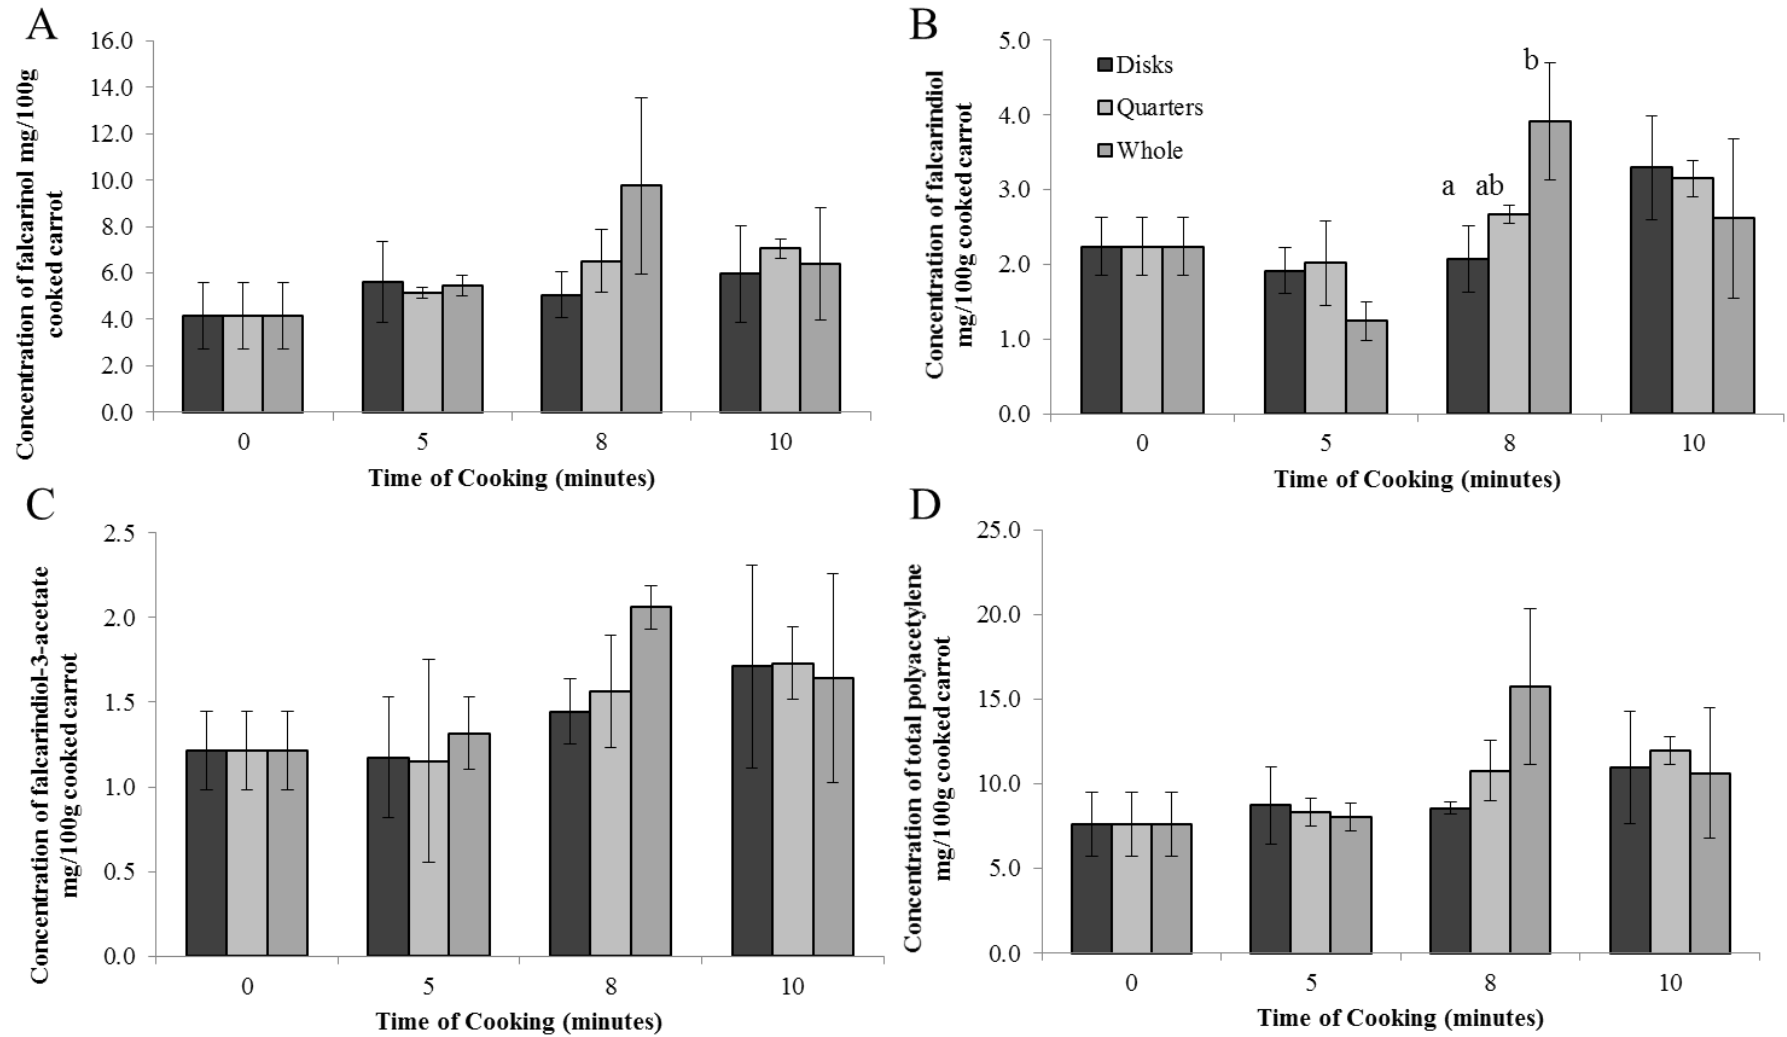 A
Concentration of falcarinol mg/100g
cooked carrot
16.0
14.0
12.0
10.0
8.0
6.0
4.0
2.0
0.0
0 5 8 10
Time of Cooking (minutes)
B
Concentration of falcarindiol
mg/100g cooked carrot
5.0
4.0
3.0
2.0
1.0
0.0
Disks
Quarters
Whole
a ab b
0 5 8 10
Time of Cooking (minutes)
C
Concentration of falcarindiol-3-acetate
mg/100g cooked carrot
2.5
2.0
1.5
1.0
0.5
0.0
0 5 8 10
Time of Cooking (minutes)
D
Concentration of total polyacetylene
mg/100g cooked carrot
25.0
20.0
15.0
10.0
5.0
0.0
0 5 8 10
Time of Cooking (minutes)